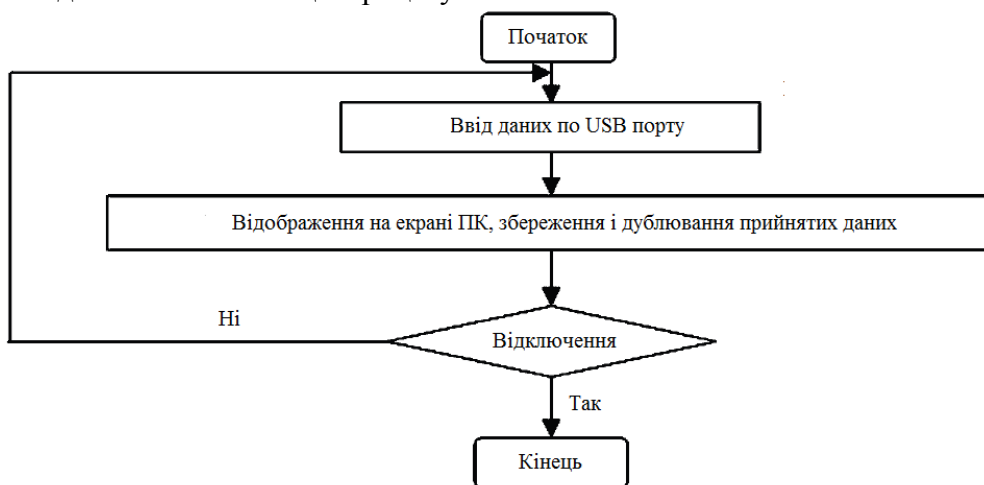 Початок
Ввід даних по USB порту
Відображення на екрані ПК, збереження і дублювання прийнятих даних
Ні
Відключення
Так
Кінець